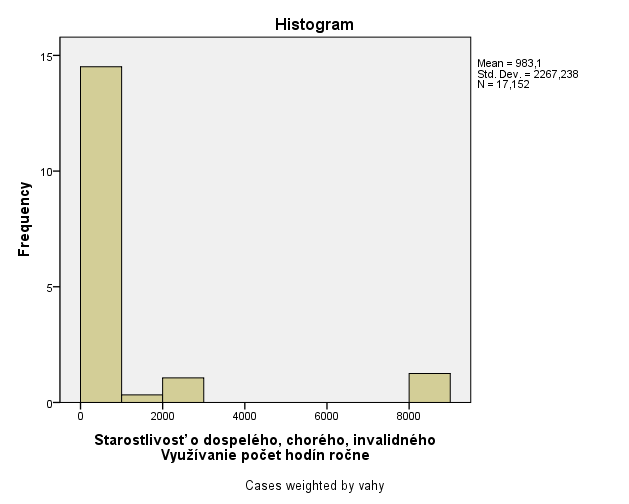 Histogram
Mean = 983,1
Std. Dev. = 2267,238
N = 17,152
Frequency
15
10
5
0
0 2000 4000 6000 8000
Starostlivosť o dospelého, chorého, invalidného
Využívanie počet hodín ročne
Cases weighted by vahy